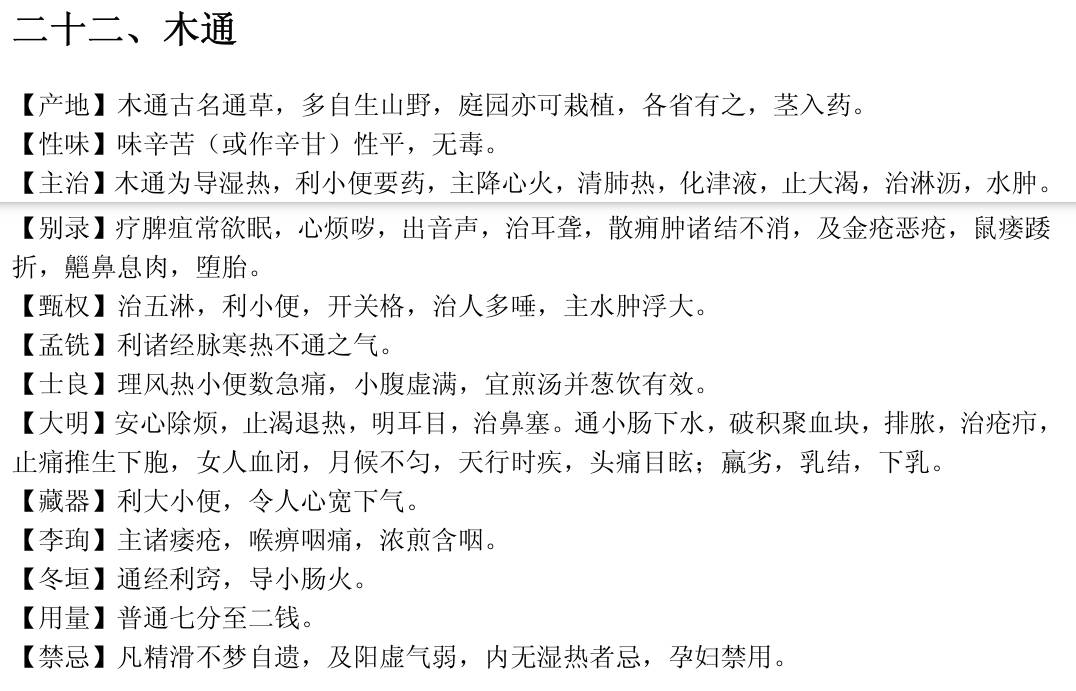 二十二、木通
【产地】木通古名通草，多自生山野，庭园亦可栽植，各省有之，茎入药。
【性味】味辛苦（或作辛甘）性平，无毒。
【主治】木通为导湿热，利小便要药，主降心火，清肺热，化津液，止大渴，治淋沥，水肿。
【别录】疗脾疸常欲眠，心烦哕，出音声，治耳聋，散痈肿诸结不消，及金疮恶疮，鼠瘘踒
折，齆鼻息肉，堕胎。
【甄权】治五淋，利小便，开关格，治人多唾，主水肿浮大。
【孟铣】利诸经脉寒热不通之气。
【士良】理风热小便数急痛，小腹虚满，宜煎汤并葱饮有效。
【大明】安心除烦，止渴退热，明耳目，治鼻塞。通小肠下水，破积聚血块，排脓，治疮疖，
止痛推生下胞，女人血闭，月候不匀，天行时疾，头痛目眩；羸劣，乳结，下乳。
【藏器】利大小便，令人心宽下气。
【李珣】主诸瘘疮，喉痹咽痛，浓煎含咽。
【冬垣】通经利窍，导小肠火。
【用量】普通七分至二钱。
【禁忌】凡精滑不梦自遗，及阳虚气弱，内无湿热者忌，孕妇禁用。